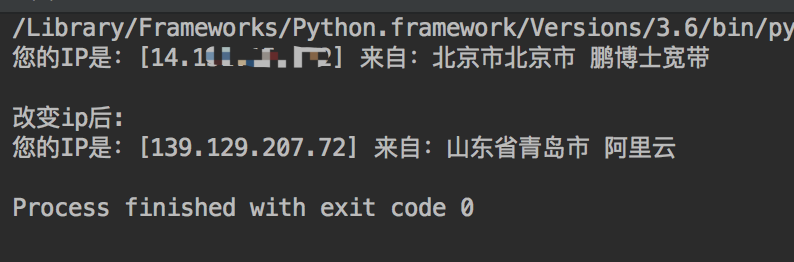 /Library/Frameworks/Python.framework/Versions/3.6/bin/py
您的IP是：[14.1 2] 来自：北京市北京市 鹏博士宽带
改变ip后：
您的IP是：[139.129.207.72] 来自：山东省青岛市 阿里云
Process finished with exit code 0